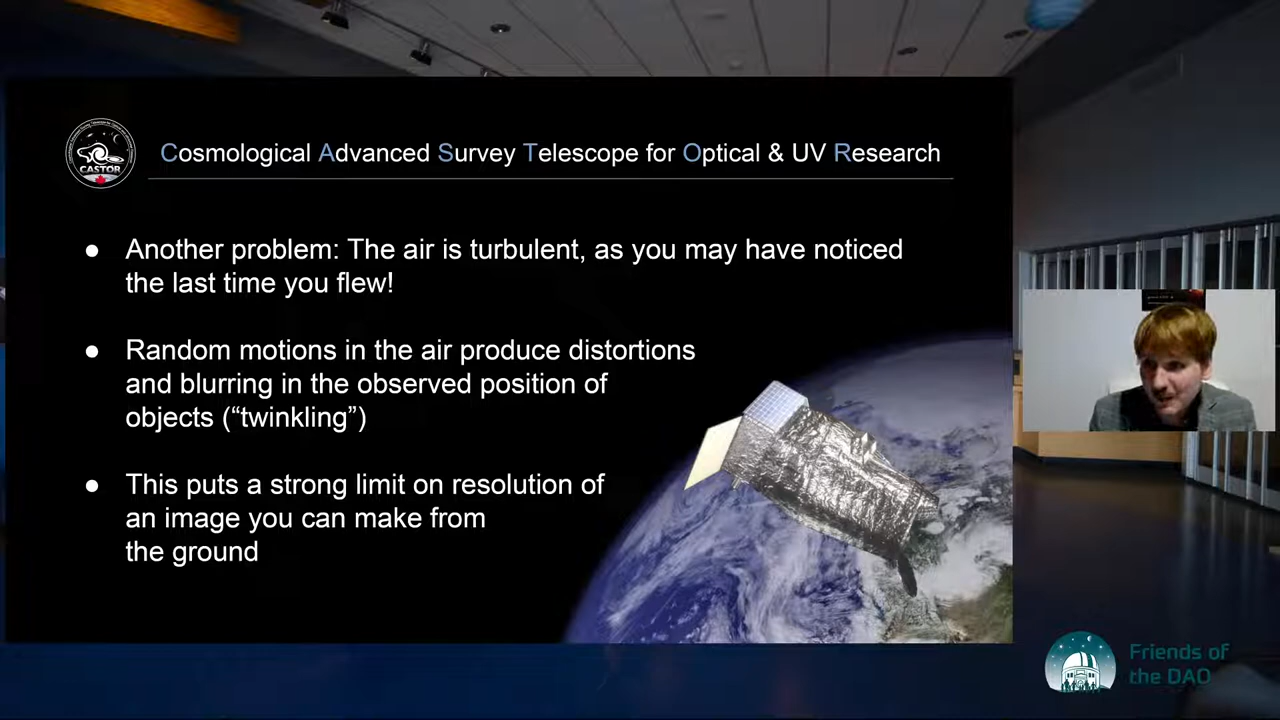 CASTOR
Cosmological Advanced Survey Telescope for Optical & UV Research
● Another problem: The air is turbulent, as you may have noticed
the last time you flew!
● Random motions in the air produce distortions
and blurring in the observed position of
objects (“twinkling”)
● This puts a strong limit on resolution of
an image you can make from
the ground
Friends of
the DAO